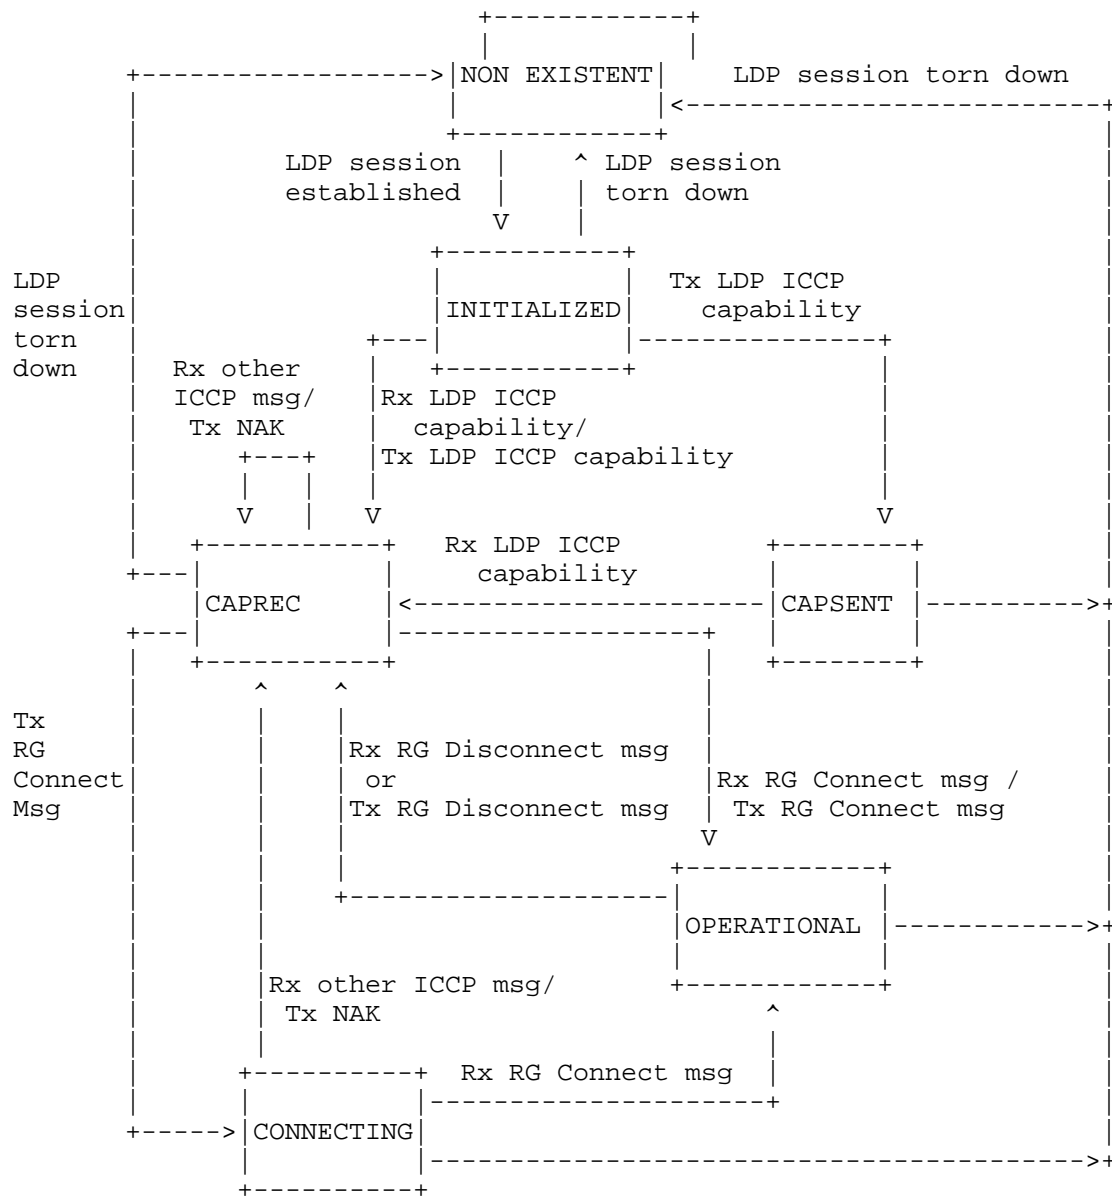 NON EXISTENT LDP session torn down
LDP session LDP session
established torn down
LDP Tx LDP ICCP
session INITIALIZED capability
torn
down Rx other
ICCP msg/ Rx LDP ICCP
Tx NAK capability/
Tx LDP ICCP capability
Rx LDP ICCP
capability
CAPREC CAPSENT
Tx
RG Rx RG Disconnect msg
Connect or Rx RG Connect msg /
Msg Tx RG Disconnect msg Tx RG Connect msg
OPERATIONAL
Rx other ICCP msg/
Tx NAK
Rx RG Connect msg
CONNECTING